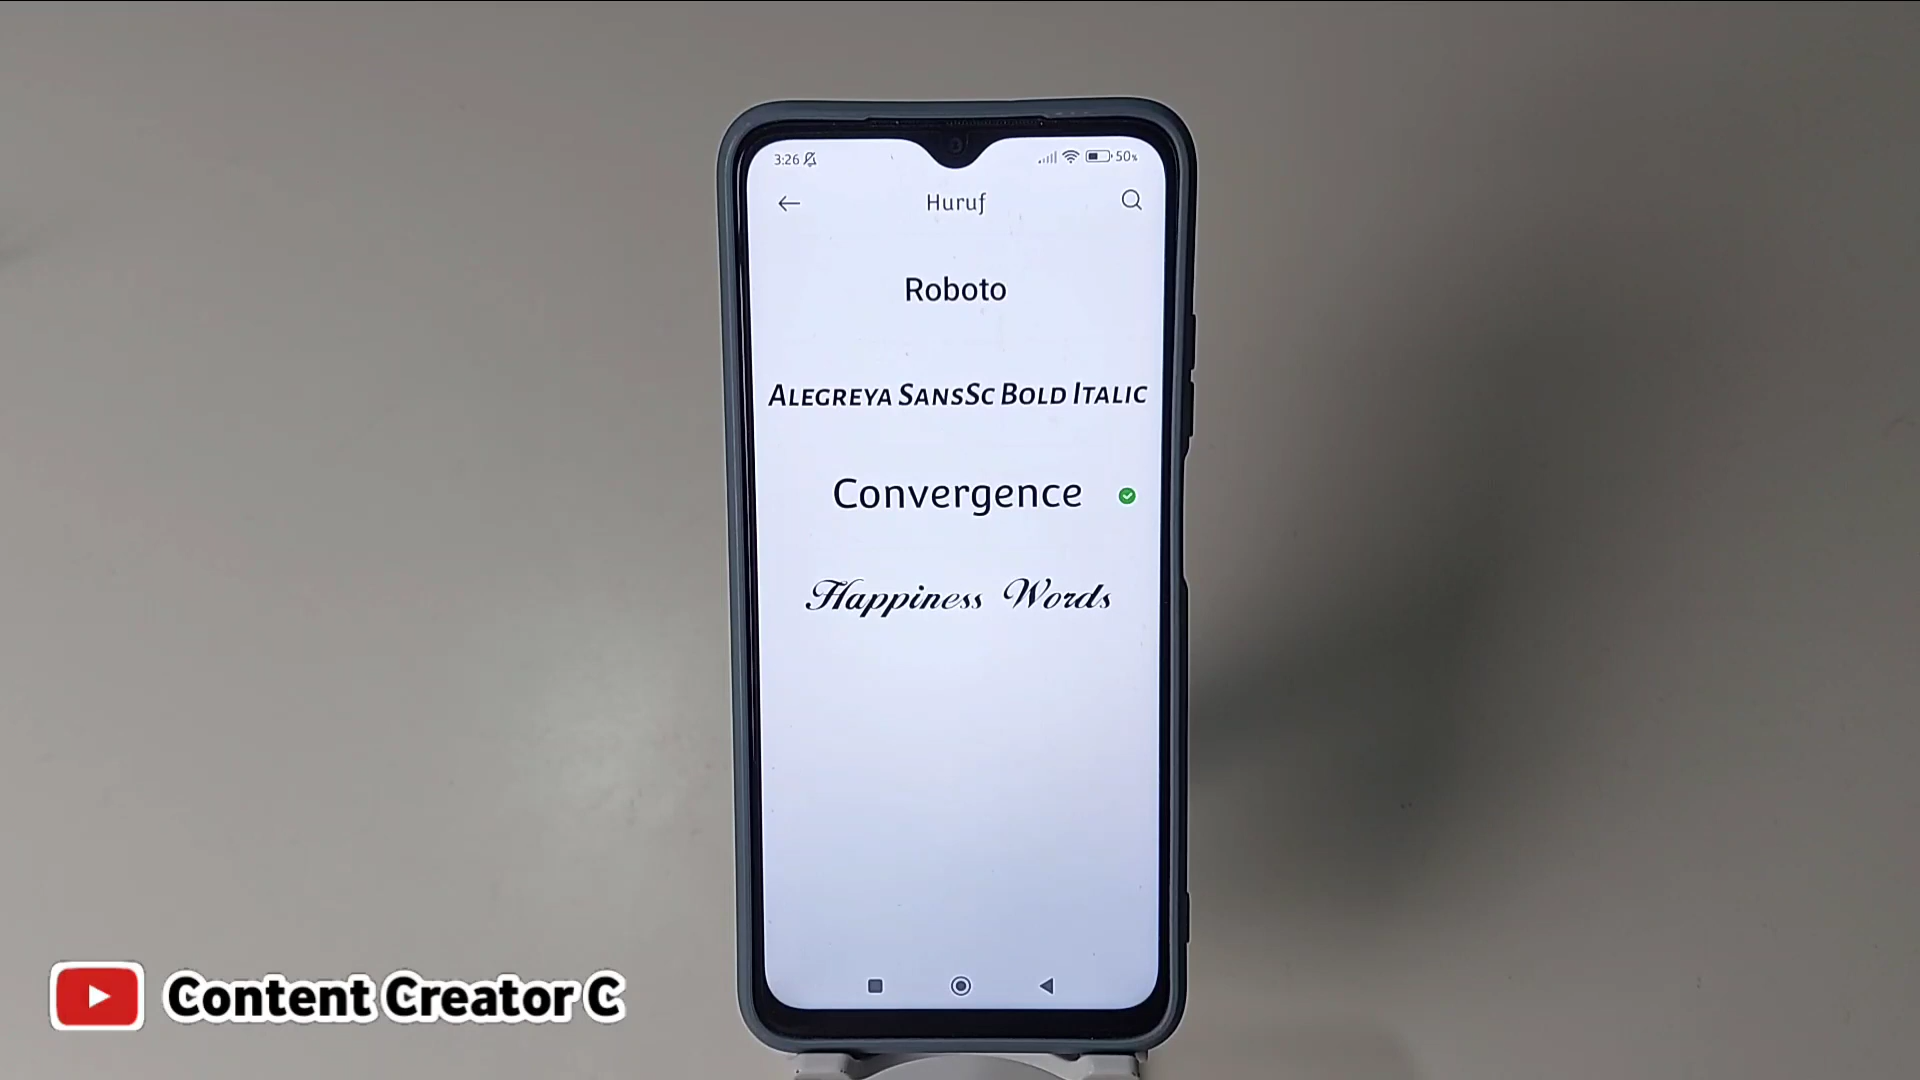 3:26
50%
Huruf
Roboto
Alegreya SansSc Bold Italic
Convergence
Happiness Words
Content Creator C